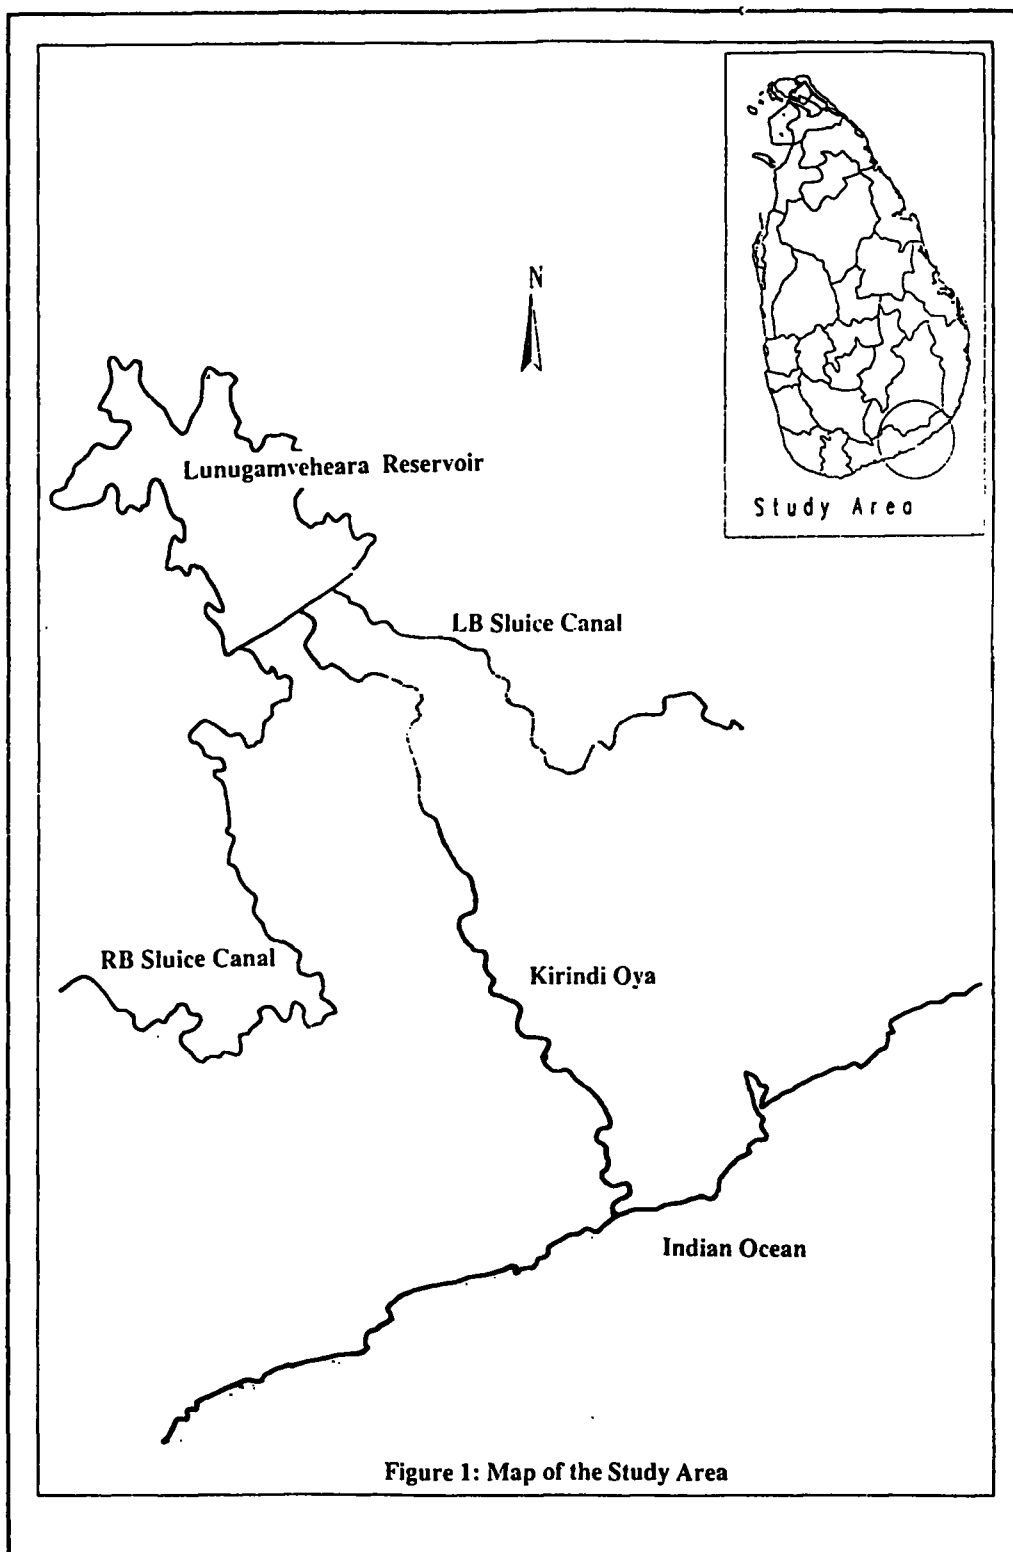 N
Lunugamveheara Reservoir
Study Area
LB Sluice Canal
RB Sluice Canal
Kirindi Oya
Indian Ocean
Figure 1: Map of the Study Area